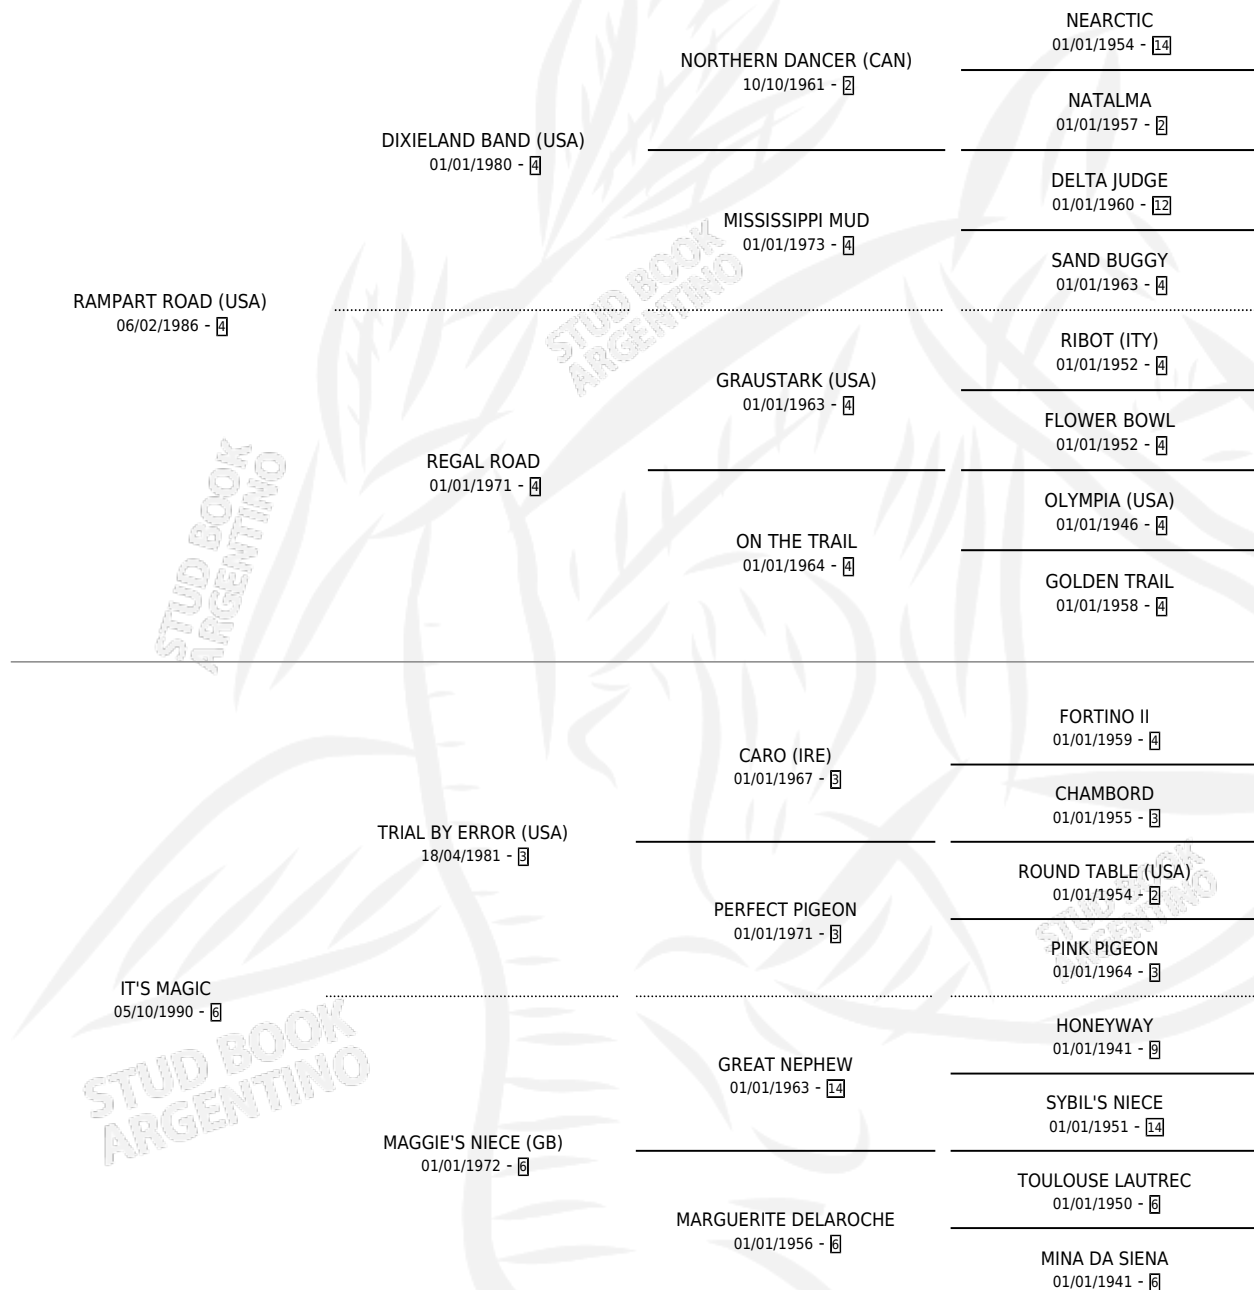 NEARCTIC
01/01/1954 - 14
NORTHERN DANCER (CAN)
10/10/1961 - 2
NATALMA
01/01/1957 - 2
DIXIELAND BAND (USA)
01/01/1980 - 4
DELTA JUDGE
01/01/1960 - 12
MISSISSIPPI MUD
01/01/1973 - 4
SAND BUGGY
01/01/1963 - 4
RAMPART ROAD (USA)
06/02/1986 - 4
RIBOT (ITY)
01/01/1952 - 4
GRAUSTARK (USA)
01/01/1963 - 4
FLOWER BOWL
01/01/1952 - 4
REGAL ROAD
01/01/1971 - 4
OLYMPIA (USA)
01/01/1946 - 4
ON THE TRAIL
01/01/1964 - 4
GOLDEN TRAIL
01/01/1958 - 4
FORTINO II
01/01/1959 - 4
CARO (IRE)
01/01/1967 - 3
CHAMBORD
01/01/1955 - 3
TRIAL BY ERROR (USA)
18/04/1981 - 3
ROUND TABLE (USA)
01/01/1954 - 2
PERFECT PIGEON
01/01/1971 - 3
PINK PIGEON
01/01/1964 - 3
IT'S MAGIC
05/10/1990 - 6
HONEYWAY
01/01/1941 - 9
GREAT NEPHEW
01/01/1963 - 14
SYBIL'S NIECE
01/01/1951 - 14
MAGGIE'S NIECE (GB)
01/01/1972 - 6
TOULOUSE LAUTREC
01/01/1950 - 6
MARGUERITE DELAROCHE
01/01/1956 - 6
MINA DA SIENA
01/01/1941 - 6
STUD BOOK
ARGENTINO
STUD BOOK
ARGENTINO
STUD BOOK
ARGENTINO
STUD BOOK
ARGENTINO